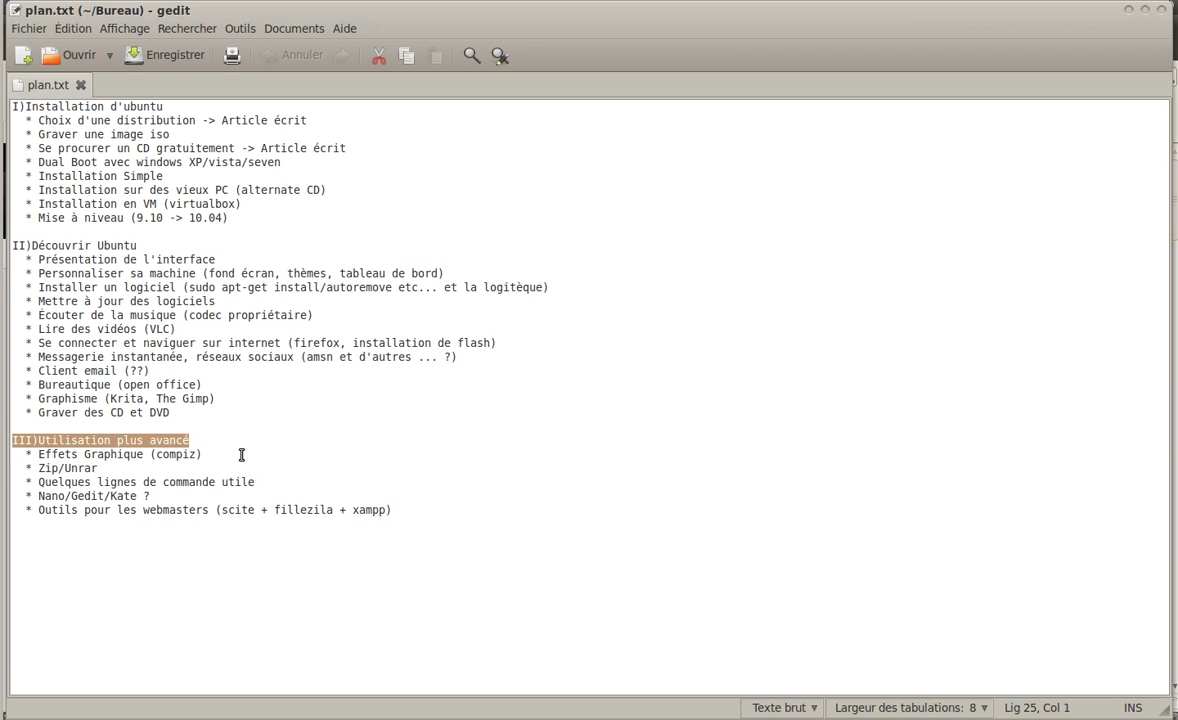 plan.txt (~/Bureau) - gedit
Fichier Édition Affichage Rechercher Outils Documents Aide
Ouvrir Enregistrer Annuler
plan.txt
I)Installation d'ubuntu
* Choix d'une distribution -> Article écrit
* Graver une image iso
* Se procurer un CD gratuitement -> Article écrit
* Dual Boot avec windows XP/vista/seven
* Installation Simple
* Installation sur des vieux PC (alternate CD)
* Installation en VM (virtualbox)
* Mise à niveau (9.10 -> 10.04)
II)Découvrir Ubuntu
* Présentation de l'interface
* Personnaliser sa machine (fond écran, thèmes, tableau de bord)
* Installer un logiciel (sudo apt-get install/autoremove etc... et la logitèque)
* Mettre à jour des logiciels
* Écouter de la musique (codec propriétaire)
* Lire des vidéos (VLC)
* Se connecter et naviguer sur internet (firefox, installation de flash)
* Messagerie instantanée, réseaux sociaux (amsn et d'autres ... ?)
* Client email (??)
* Bureautique (open office)
* Graphisme (Krita, The Gimp)
* Graver des CD et DVD
III)Utilisation plus avancé
* Effets Graphique (compiz)
* Zip/Unrar
* Quelques lignes de commande utile
* Nano/Gedit/Kate ?
* Outils pour les webmasters (scite + fillezila + xampp)
Texte brut Largeur des tabulations: 8 Lig 25, Col 1 INS